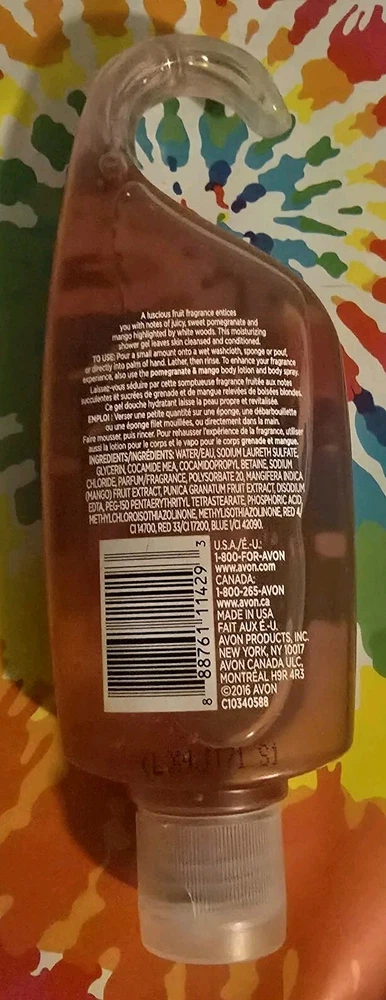 A luscious fruit fragrance entices
you with notes of juicy, sweet pomegranate and
mango highlighted by white woods. This moisturizing
shower gel leaves skin cleansed and conditioned.
TO USE: Pour a small amount onto a wet washcloth, sponge or pouf,
or directly into palm of hand. Lather, then rinse. To enhance your fragrance
experience, also use the pomegranate & mango body lotion and body spray.
Laissez-vous séduire par cette somptueuse fragrance fruitée aux notes
succulentes et sucrées de grenade et de mangue relevées de boisées blondes.
Ce gel douche hydratant laisse la peau propre et revitalisée.
EMPLOI : Verser une petite quantité sur une éponge, une débarbouillette
ou une éponge filet mouillées, ou directement dans la main.
Faire mousser, puis rincer. Pour rehausser l'expérience de la fragrance, utiliser
aussi la lotion pour le corps et le vapo pour le corps grenade et mangue.
INGREDIENTS/INGRÉDIENTS: WATER/EAU, SODIUM LAURETH SULFATE,
GLYCERIN, COCAMIDE MEA, COCAMIDOPROPYL BETAINE, SODIUM
CHLORIDE, PARFUM/FRAGRANCE, POLYSORBATE 20, MANGIFERA INDICA
(MANGO) FRUIT EXTRACT, PUNICA GRANATUM FRUIT EXTRACT, DISODIUM
EDTA, PEG-150 PENTAERYTHRITYL TETRASTEARATE, PHOSPHORIC ACID,
METHYLCHLOROISOTHIAZOLINONE, METHYLISOTHIAZOLINONE, RED 4/
CI 14700, RED 33/CI 17200, BLUE 1/CI 42090.
8 88761 11429 3
U.S.A./É.-U.:
1-800-FOR-AVON
www.avon.com
CANADA:
1-800-265-AVON
www.avon.ca
MADE IN USA
FAIT AUX É.-U.
AVON PRODUCTS, INC.
NEW YORK, NY 10017
AVON CANADA ULC,
MONTRÉAL H9R 4R3
©2016 AVON
C10340588